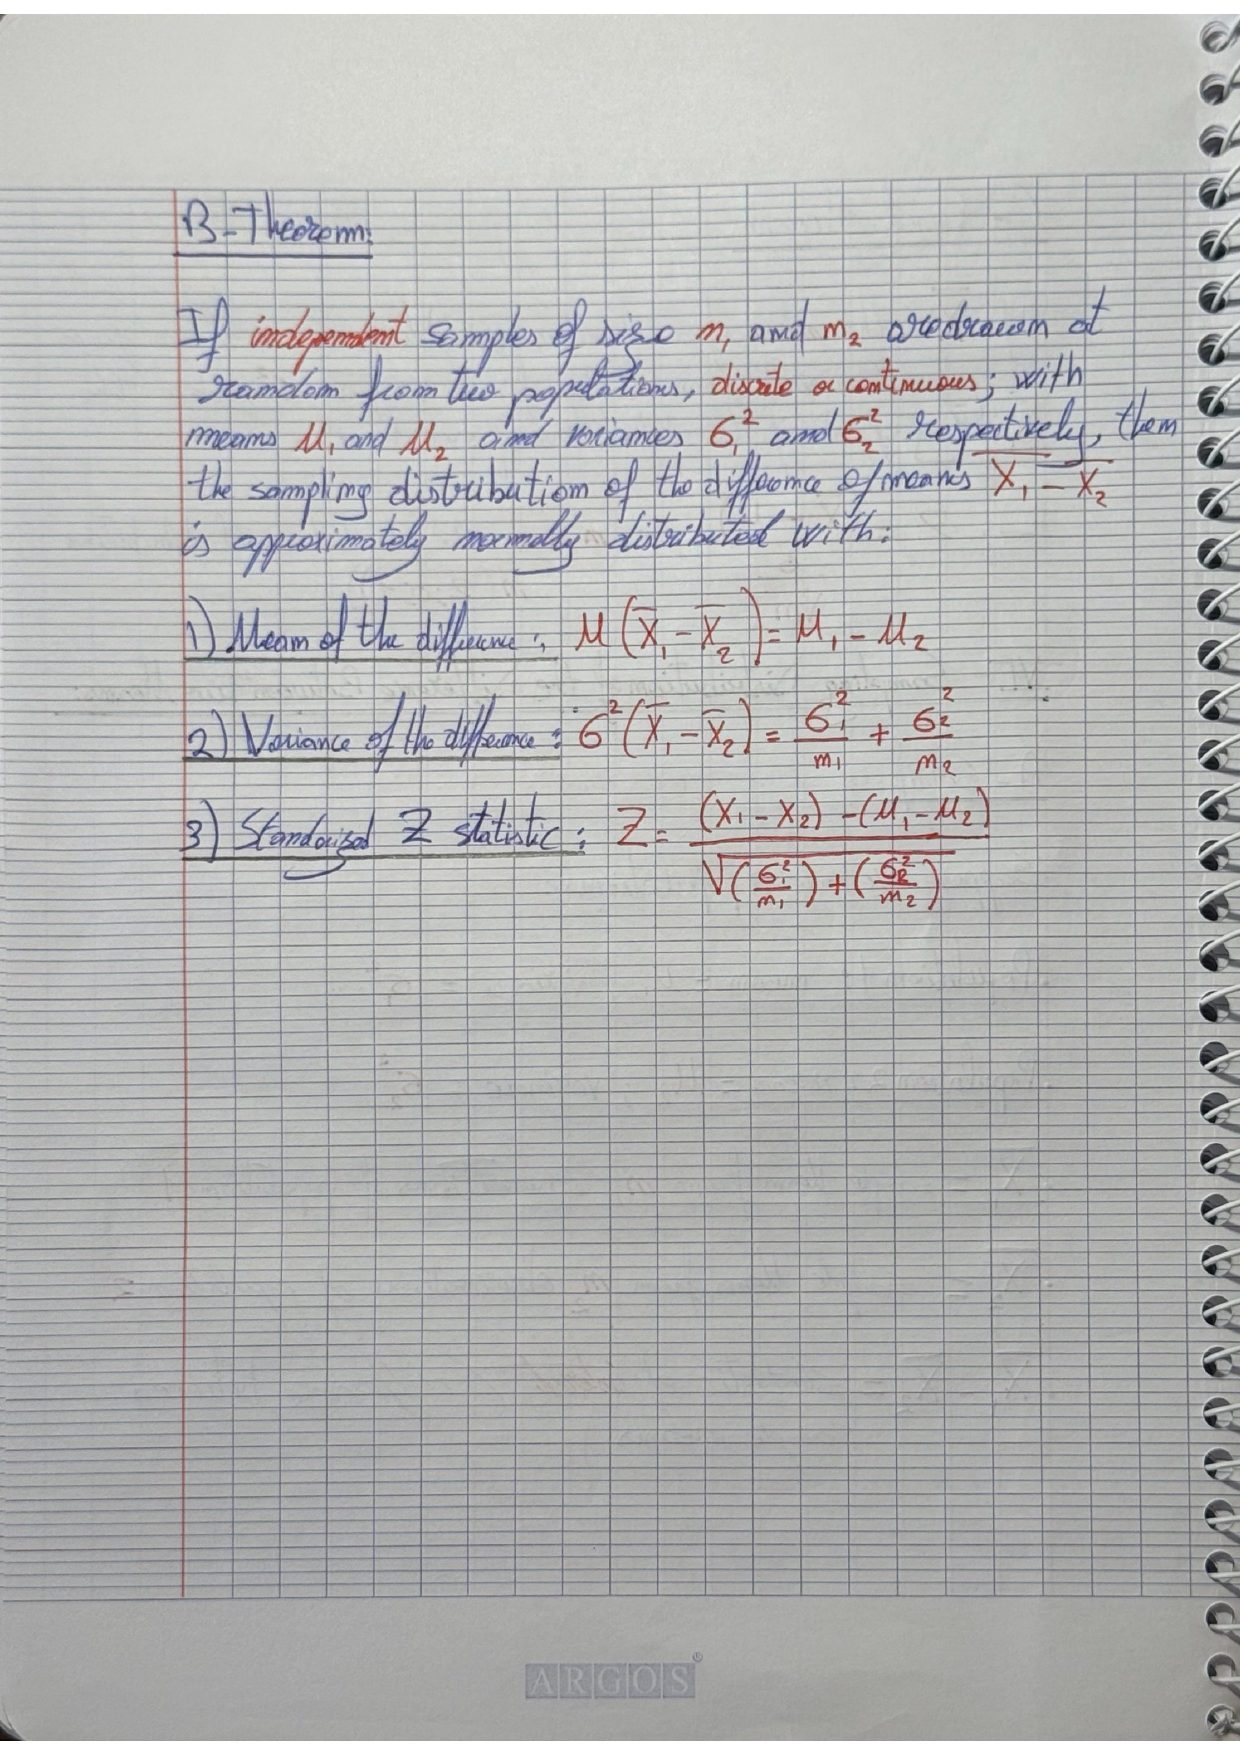 B-Theorem:
If independent samples of size n₁ and n₂ are drawn at
random from two populations, discrete or continuous; with
means μ₁ and μ₂ and variances σ₁² and σ₂² respectively, then
the sampling distribution of the difference of means X̄₁ - X̄₂
is approximately normally distributed with:
1) Mean of the difference: μ(X̄₁ - X̄₂) = μ₁ - μ₂
2) Variance of the difference: σ²(X̄₁ - X̄₂) = σ₁²/n₁ + σ₂²/n₂
3) Standarised Z statistic: Z = (X₁ - X₂) - (μ₁ - μ₂) / √(σ₁²/n₁) + (σ₂²/n₂)
ARGOS®